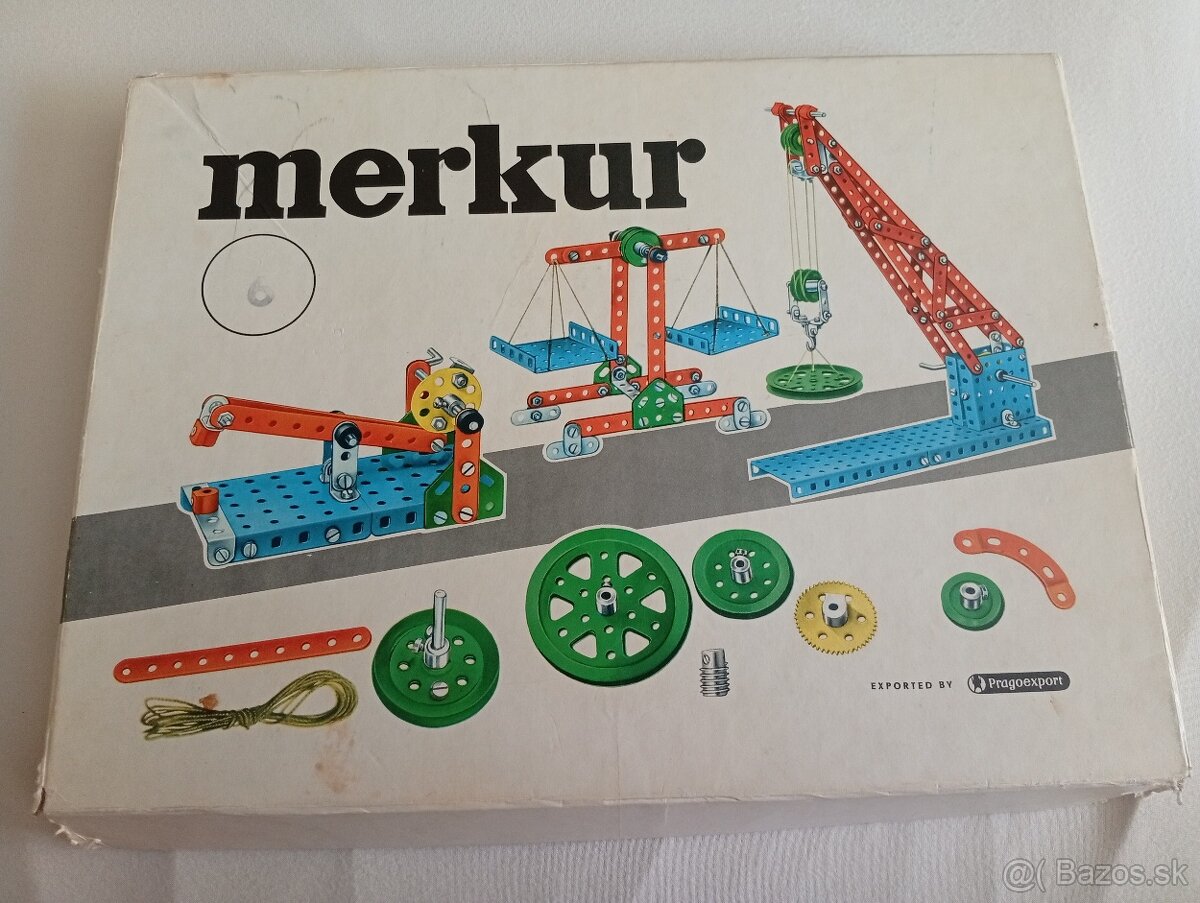 merkur
6
EXPORTED BY Pragoexport
@( Bazos.sk